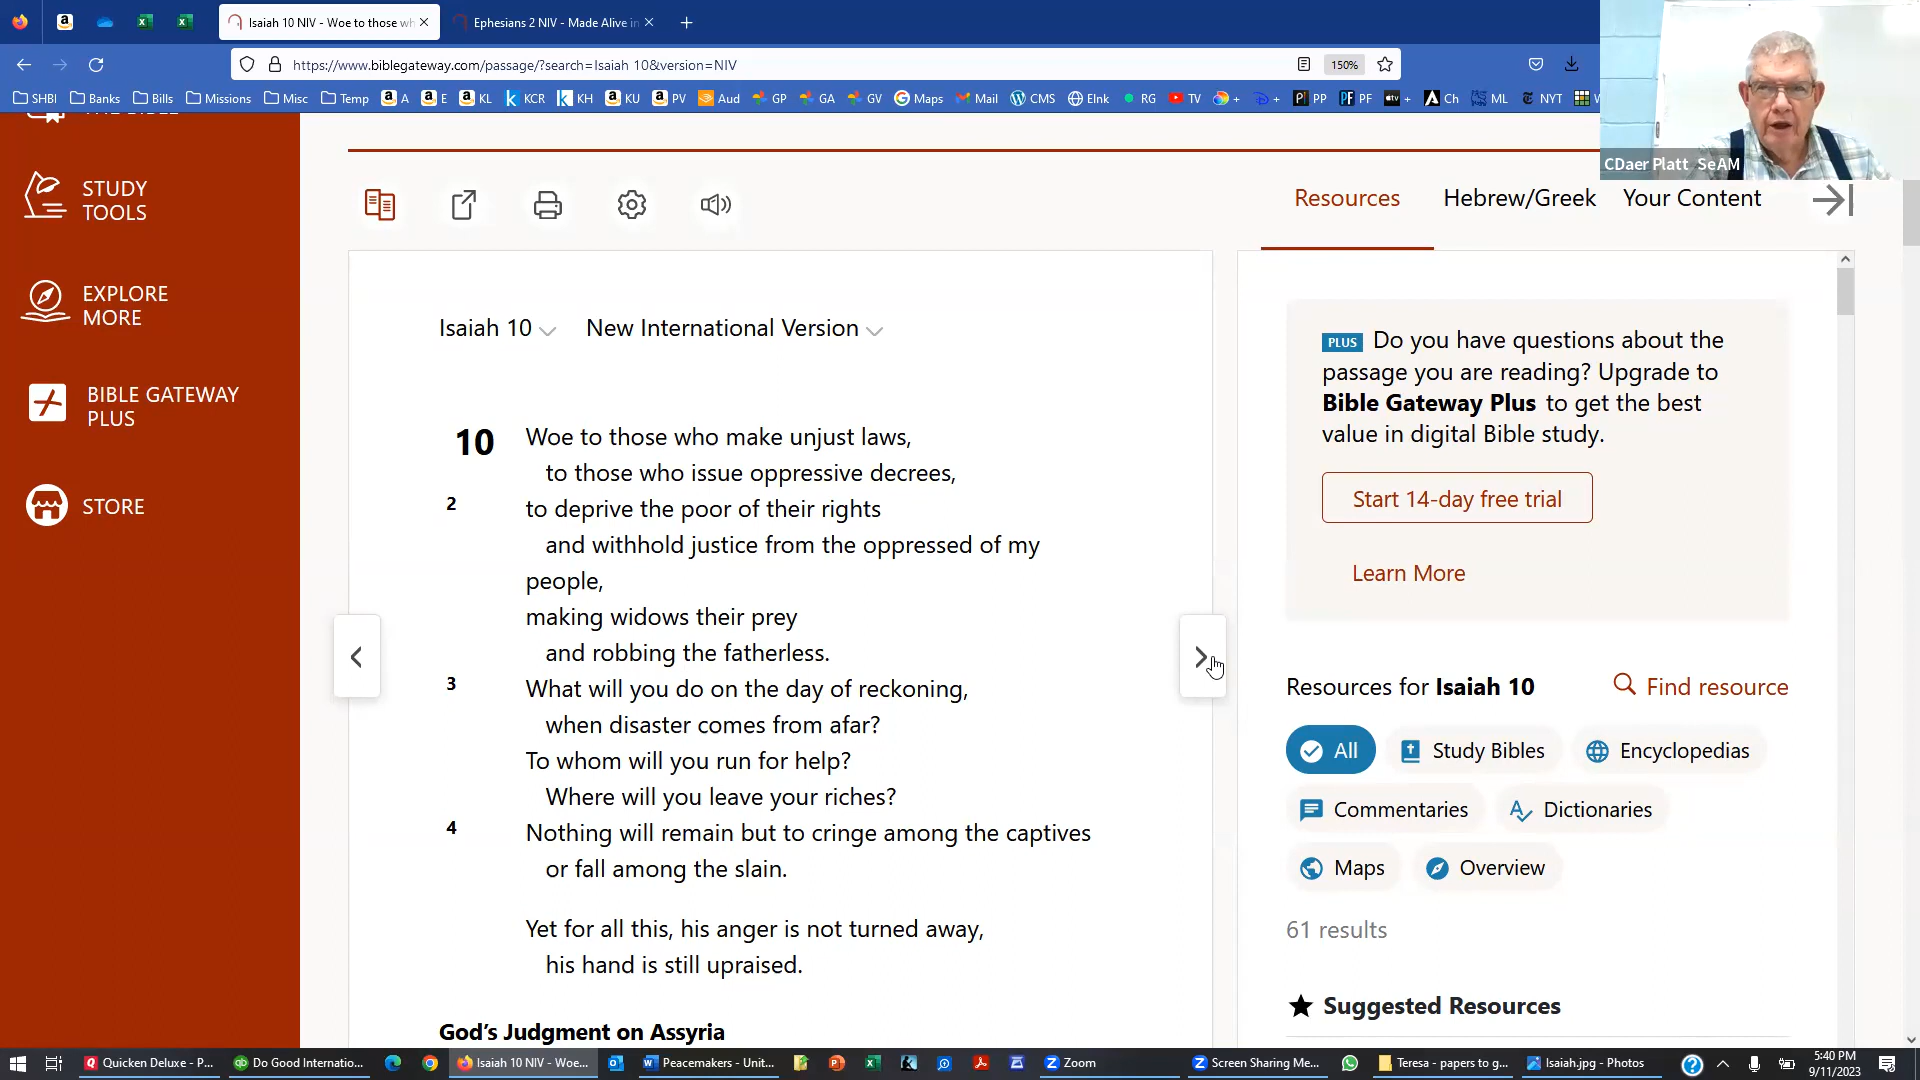 Isaiah 10 NIV - Woe to those wh
Ephesians 2 NIV - Made Alive in
https://www.biblegateway.com/passage/?search=Isaiah 10&version=NIV
150%
SHBI Banks Bills Missions Misc Temp A E KL KCR KH KU PV Aud GP GA GV Maps Mail CMS EInk RG TV + + PP PF + Ch ML NYT
CDaer Platt SeAM
STUDY
TOOLS
EXPLORE
MORE
BIBLE GATEWAY
PLUS
STORE
Resources Hebrew/Greek Your Content
Isaiah 10 New International Version
10 Woe to those who make unjust laws,
to those who issue oppressive decrees,
2 to deprive the poor of their rights
and withhold justice from the oppressed of my
people,
making widows their prey
and robbing the fatherless.
3 What will you do on the day of reckoning,
when disaster comes from afar?
To whom will you run for help?
Where will you leave your riches?
4 Nothing will remain but to cringe among the captives
or fall among the slain.
Yet for all this, his anger is not turned away,
his hand is still upraised.
God's Judgment on Assyria
PLUS Do you have questions about the
passage you are reading? Upgrade to
Bible Gateway Plus to get the best
value in digital Bible study.
Start 14-day free trial
Learn More
Resources for Isaiah 10 Find resource
All Study Bibles Encyclopedias
Commentaries Dictionaries
Maps Overview
61 results
Suggested Resources
Quicken Deluxe - P... Do Good Internatio... Isaiah 10 NIV - Woe... Peacemakers - Unit... Zoom Screen Sharing Me... Teresa - papers to g... Isaiah.jpg - Photos
5:40 PM
9/11/2023